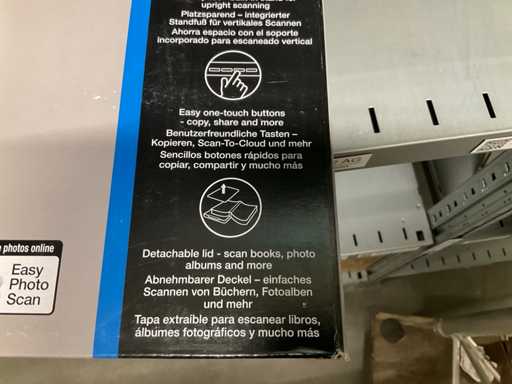 upright scanning
Platzsparend – integrierter
Standfuß für vertikales Scannen
Ahorra espacio con el soporte
incorporado para escaneado vertical
Easy one-touch buttons
- copy, share and more
Benutzerfreundliche Tasten –
Kopieren, Scan-To-Cloud und mehr
Sencillos botones rápidos para
copiar, compartir y mucho más
Detachable lid - scan books, photo
albums and more
Abnehmbarer Deckel – einfaches
Scannen von Büchern, Fotoalben
und mehr
Tapa extraíble para escanear libros,
álbumes fotográficos y mucho más
photos online
Easy
Photo
Scan
AG